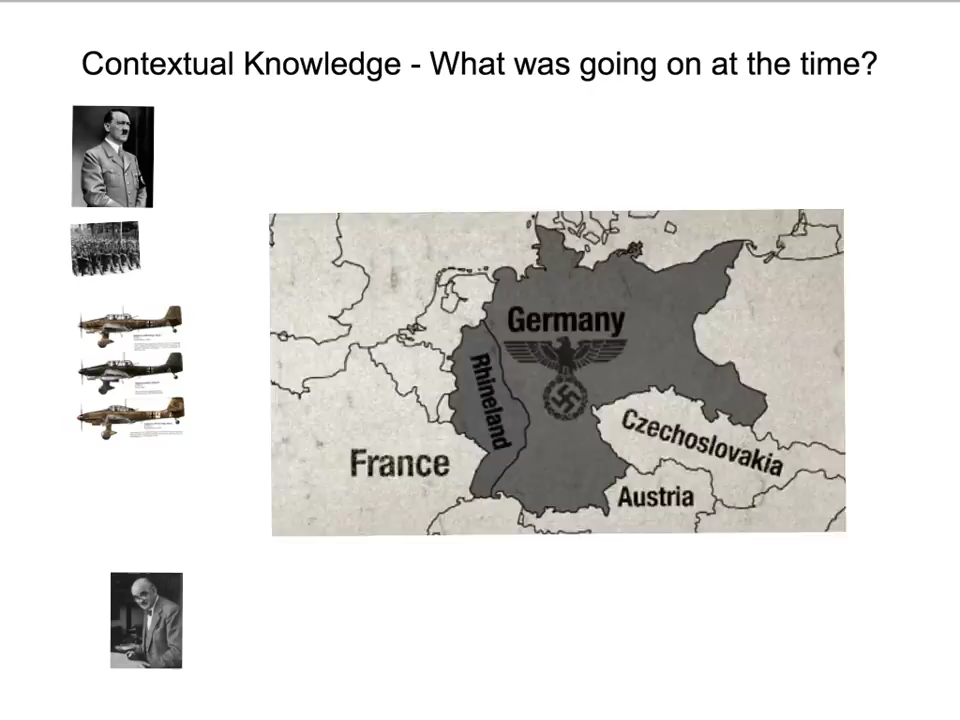 Contextual Knowledge - What was going on at the time?
Germany
Rhineland
Czechoslovakia
France
Austria